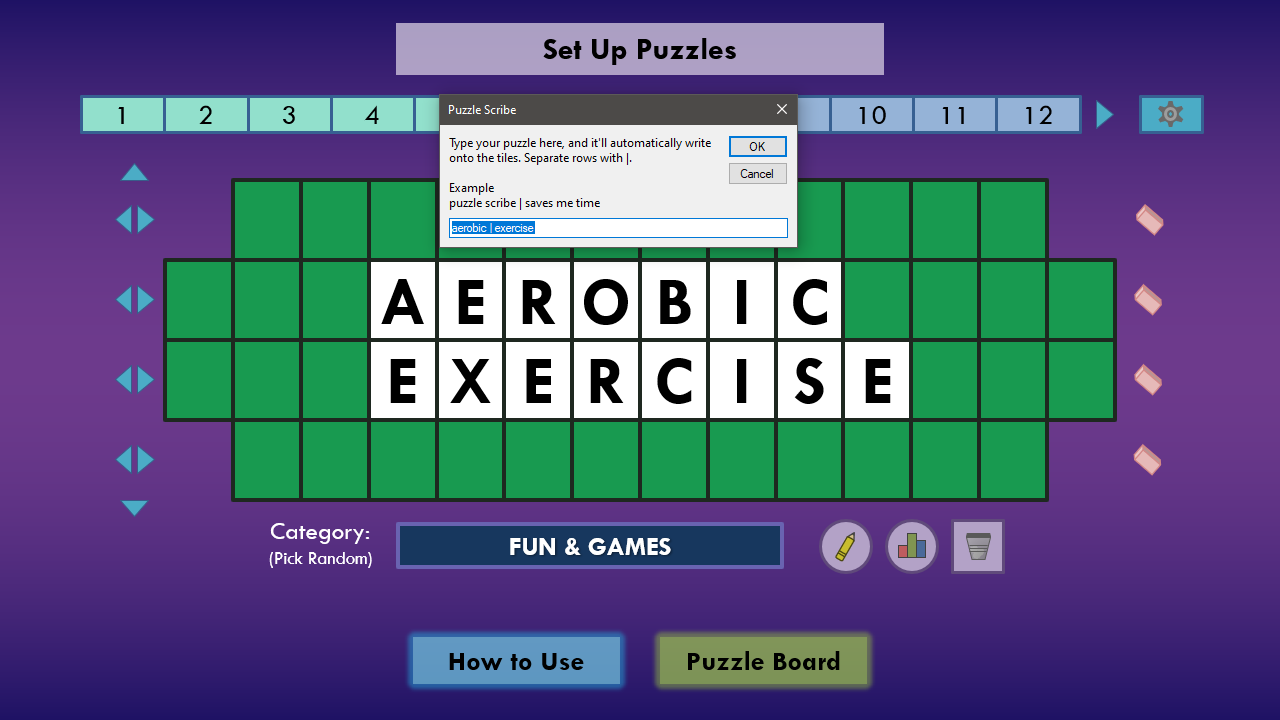 Set Up Puzzles
1 2 3 4 10 11 12
Puzzle Scribe
Type your puzzle here, and it'll automatically write
onto the tiles. Separate rows with |.
OK
Cancel
Example
puzzle scribe | saves me time
aerobic | exercise
AEROBIC
EXERCISE
Category:
(Pick Random)
FUN & GAMES
How to Use
Puzzle Board